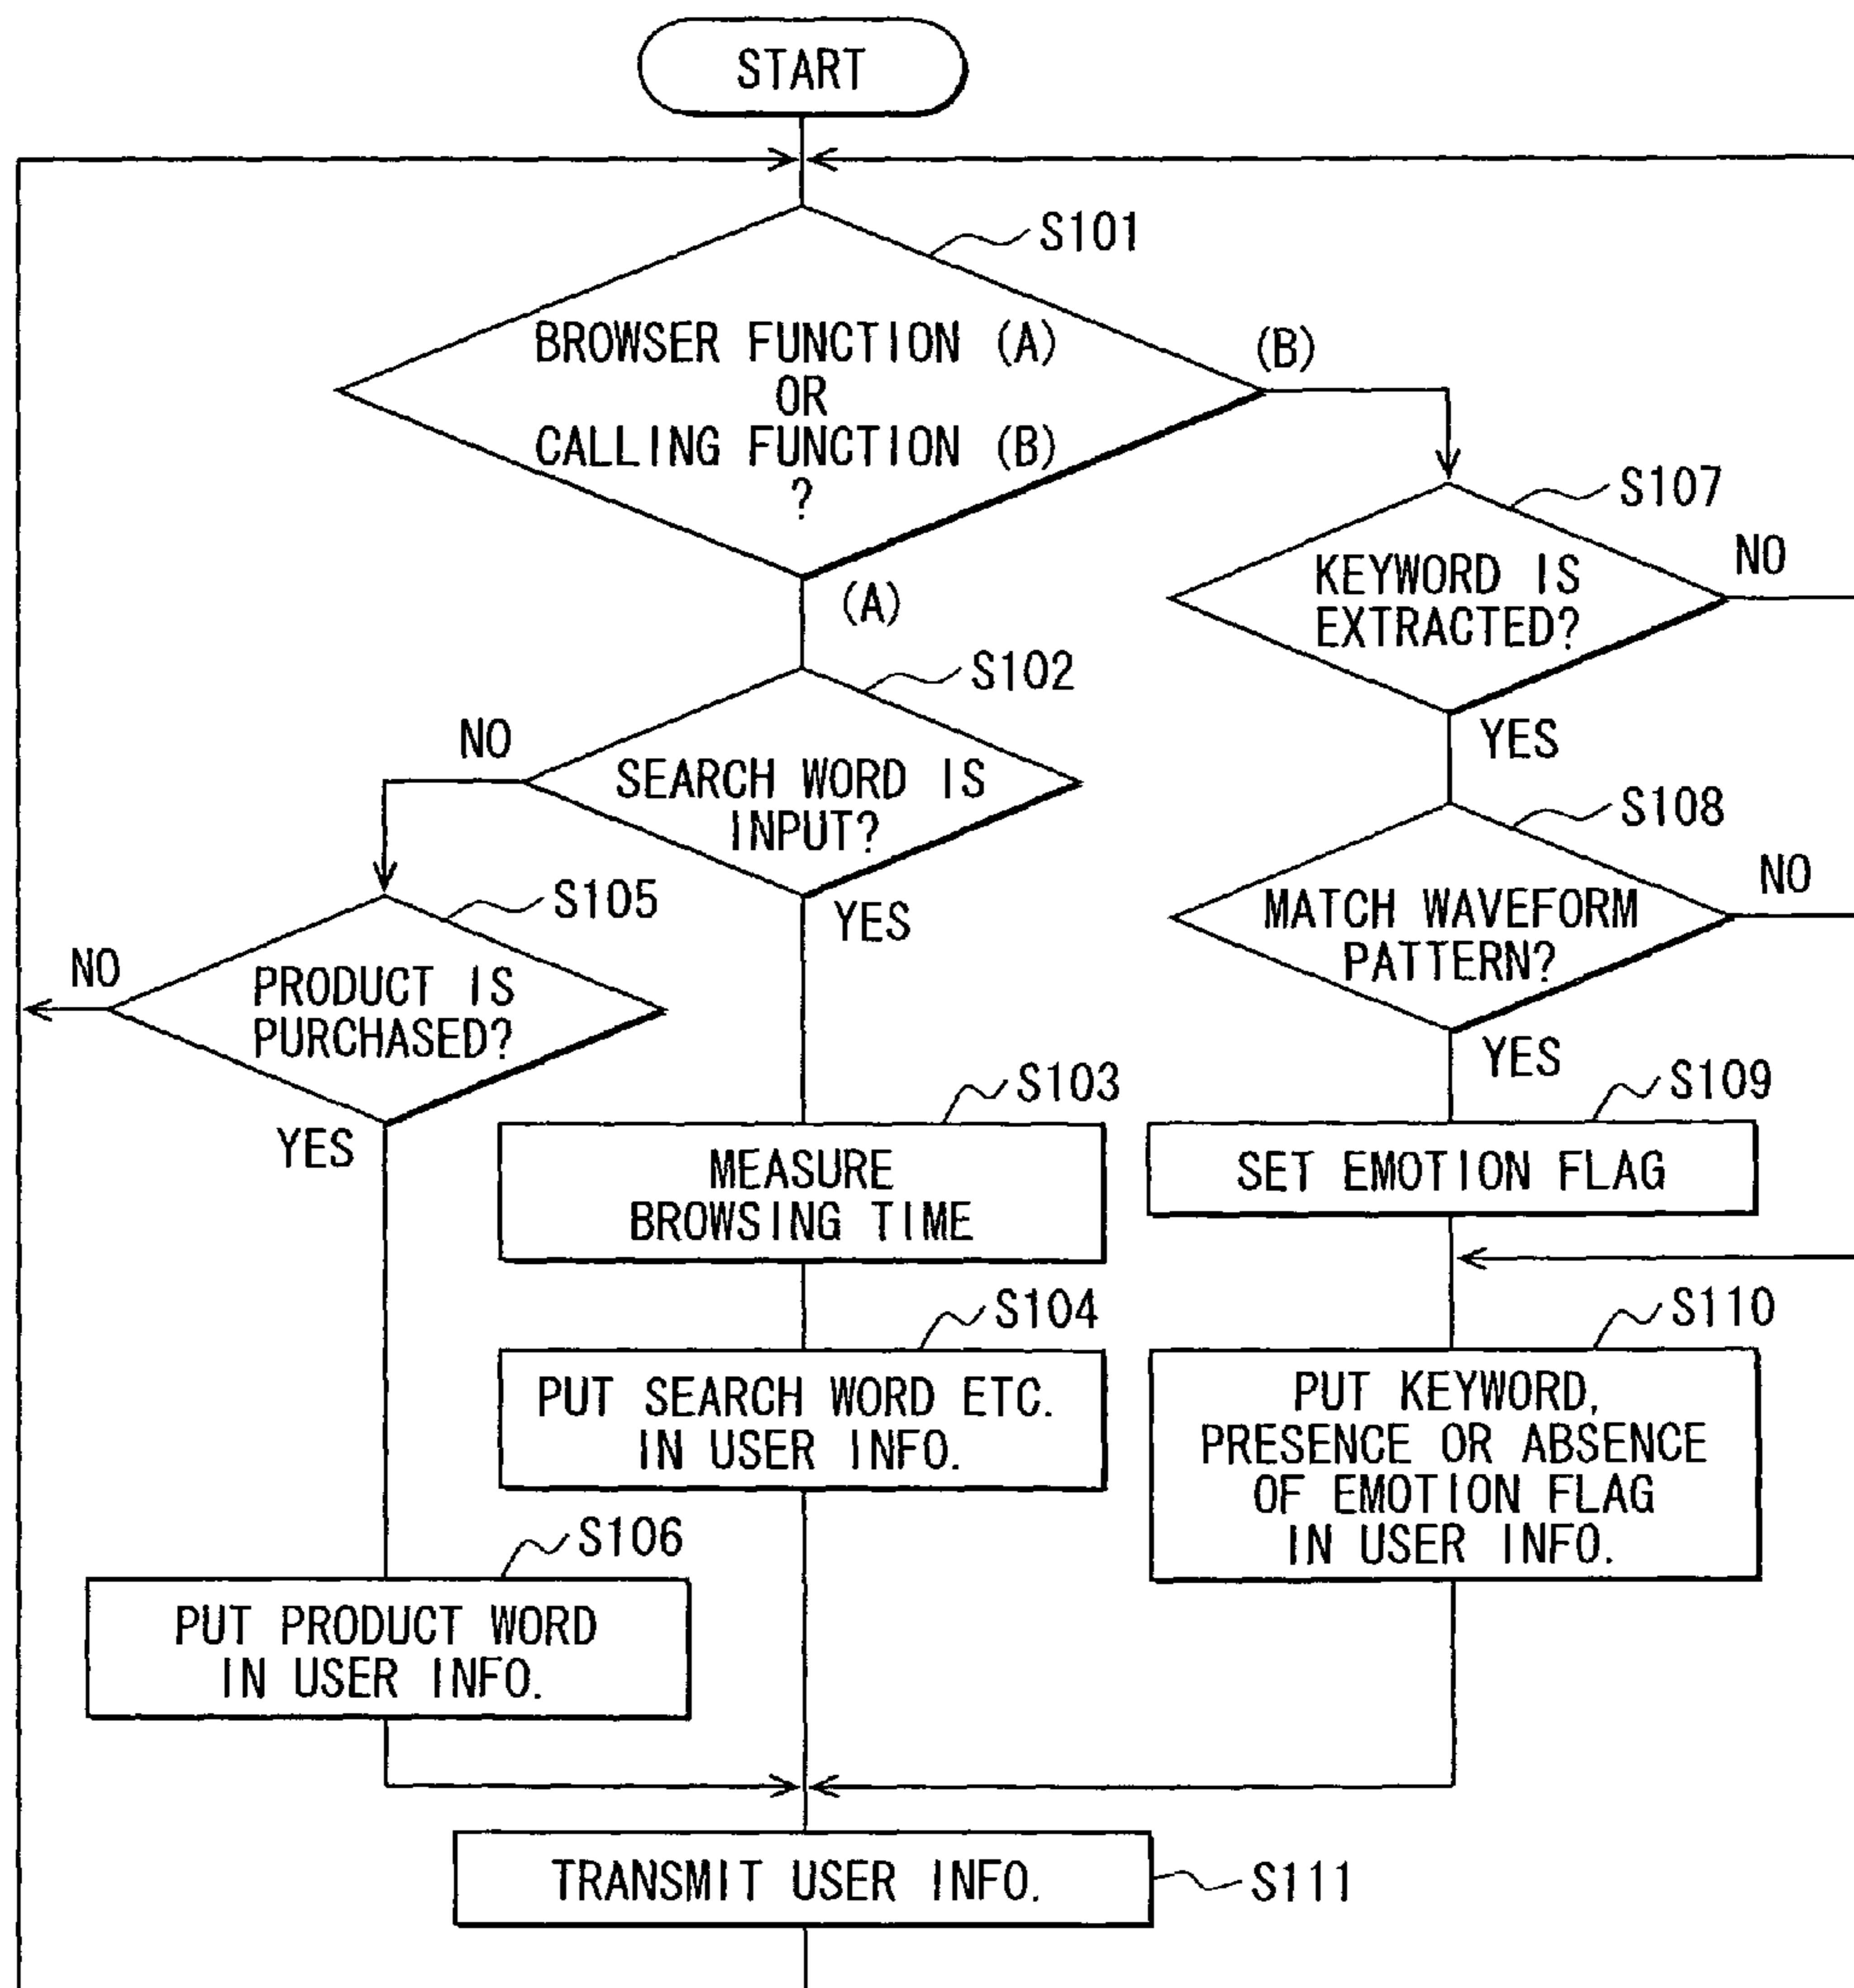 START
S101
BROWSER FUNCTION (A)
OR
CALLING FUNCTION (B)
?
(B)
(A)
S107
KEYWORD IS
EXTRACTED?
NO
YES
S102
SEARCH WORD IS
INPUT?
NO
YES
S108
MATCH WAVEFORM
PATTERN?
NO
YES
S105
PRODUCT IS
PURCHASED?
NO
YES
S103
MEASURE
BROWSING TIME
S109
SET EMOTION FLAG
S104
PUT SEARCH WORD ETC.
IN USER INFO.
S110
PUT KEYWORD,
PRESENCE OR ABSENCE
OF EMOTION FLAG
IN USER INFO.
S106
PUT PRODUCT WORD
IN USER INFO.
TRANSMIT USER INFO.
S111